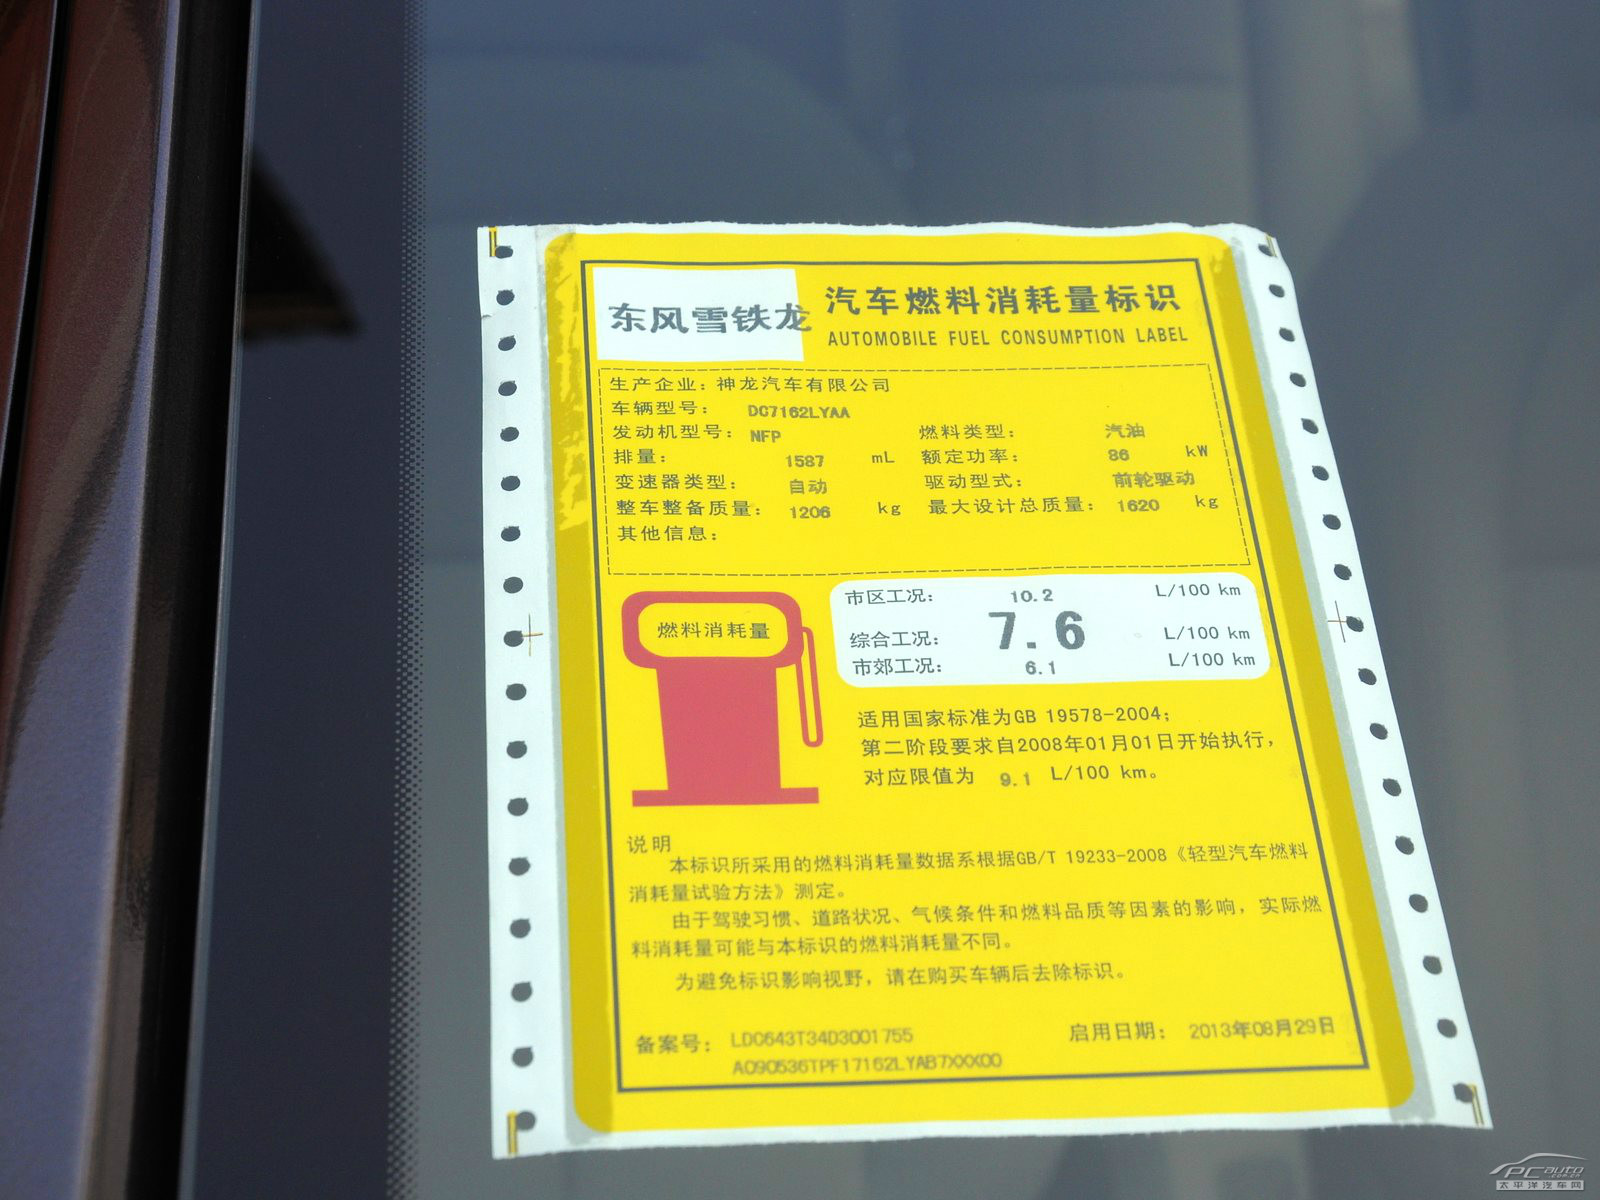 东风雪铁龙
汽车燃料消耗量标识
AUTOMOBILE FUEL CONSUMPTION LABEL
生产企业：神龙汽车有限公司
车辆型号： DC7162LYAA
发动机型号： NFP 燃料类型： 汽油
排量： 1587 mL 额定功率： 86 kW
变速器类型： 自动 驱动型式： 前轮驱动
整车整备质量： 1206 kg 最大设计总质量： 1620 kg
其他信息：
燃料消耗量
市区工况： 10.2 L/100 km
综合工况： 7.6 L/100 km
市郊工况： 6.1 L/100 km
适用国家标准为GB 19578-2004；
第二阶段要求自2008年01月01日开始执行，
对应限值为 9.1 L/100 km。
说明
本标识所采用的燃料消耗量数据系根据GB/T 19233-2008《轻型汽车燃料
消耗量试验方法》测定。
由于驾驶习惯、道路状况、气候条件和燃料品质等因素的影响，实际燃
料消耗量可能与本标识的燃料消耗量不同。
为避免标识影响视野，请在购买车辆后去除标识。
备案号： LDC643T34D3001755 启用日期： 2013年08月29日
A090536TPF17162LYAB7XXX00
PCauto
太平洋汽车网